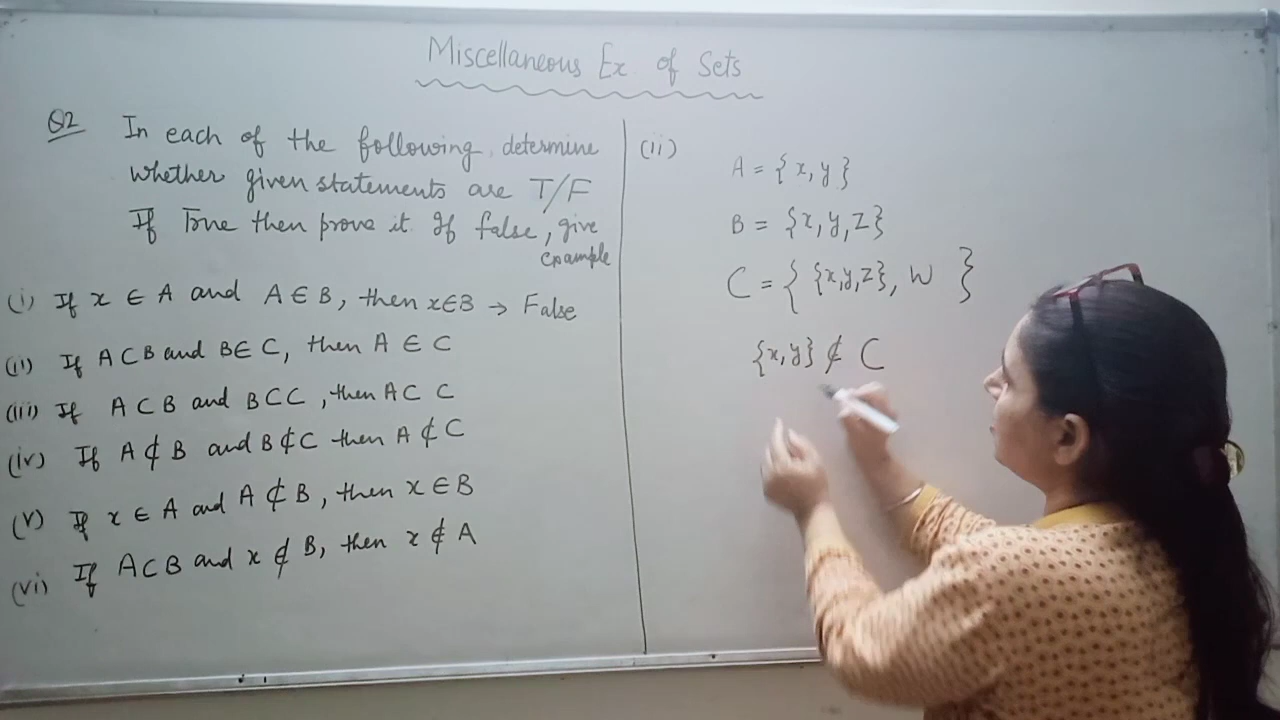 Miscellaneous Ex. of Sets
Q2 In each of the following, determine
whether given statements are T/F
If True then prove it If false, give
example
(i) If x ∈ A and A ∈ B, then x ∈ B → False
(ii) If A ⊂ B and B ∈ C, then A ∈ C
(iii) If A ⊂ B and B ⊂ C, then A ⊂ C
(iv) If A ⊄ B and B ⊄ C then A ⊄ C
(v) If x ∈ A and A ⊄ B, then x ∈ B
(vi) If A ⊂ B and x ∉ B, then x ∉ A
(ii)
A = {x, y}
B = {x, y, z}
C = { {x, y, z}, w }
{x, y} ∉ C